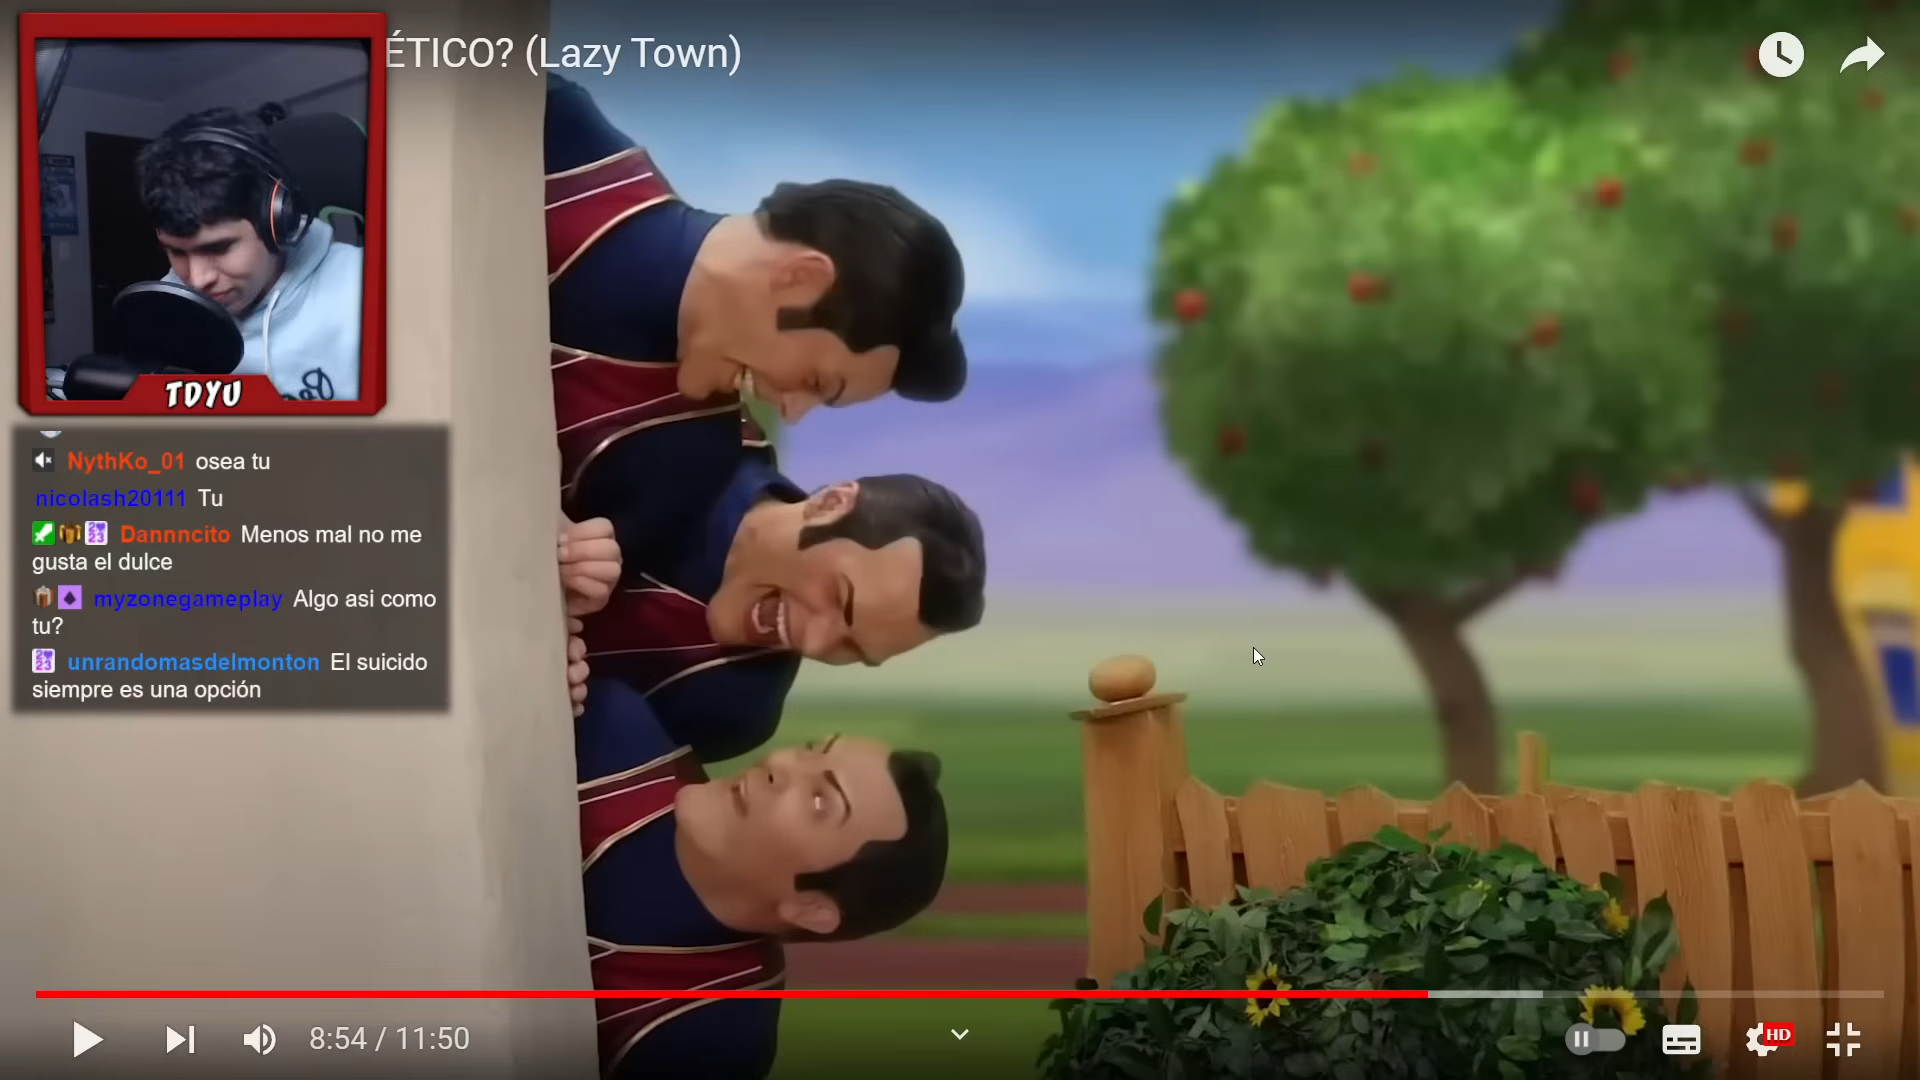 ÉTICO? (Lazy Town)
TDYU
NythKo_01 osea tu
nicolash20111 Tu
Dannncito Menos mal no me
gusta el dulce
myzonegameplay Algo asi como
tu?
unrandomasdelmonton El suicido
siempre es una opción
8:54 / 11:50
HD